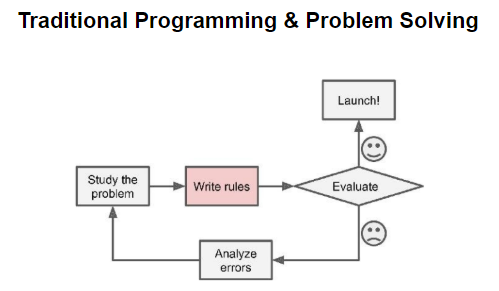 Traditional Programming & Problem Solving
Launch!
Study the
problem
Write rules
Evaluate
Analyze
errors